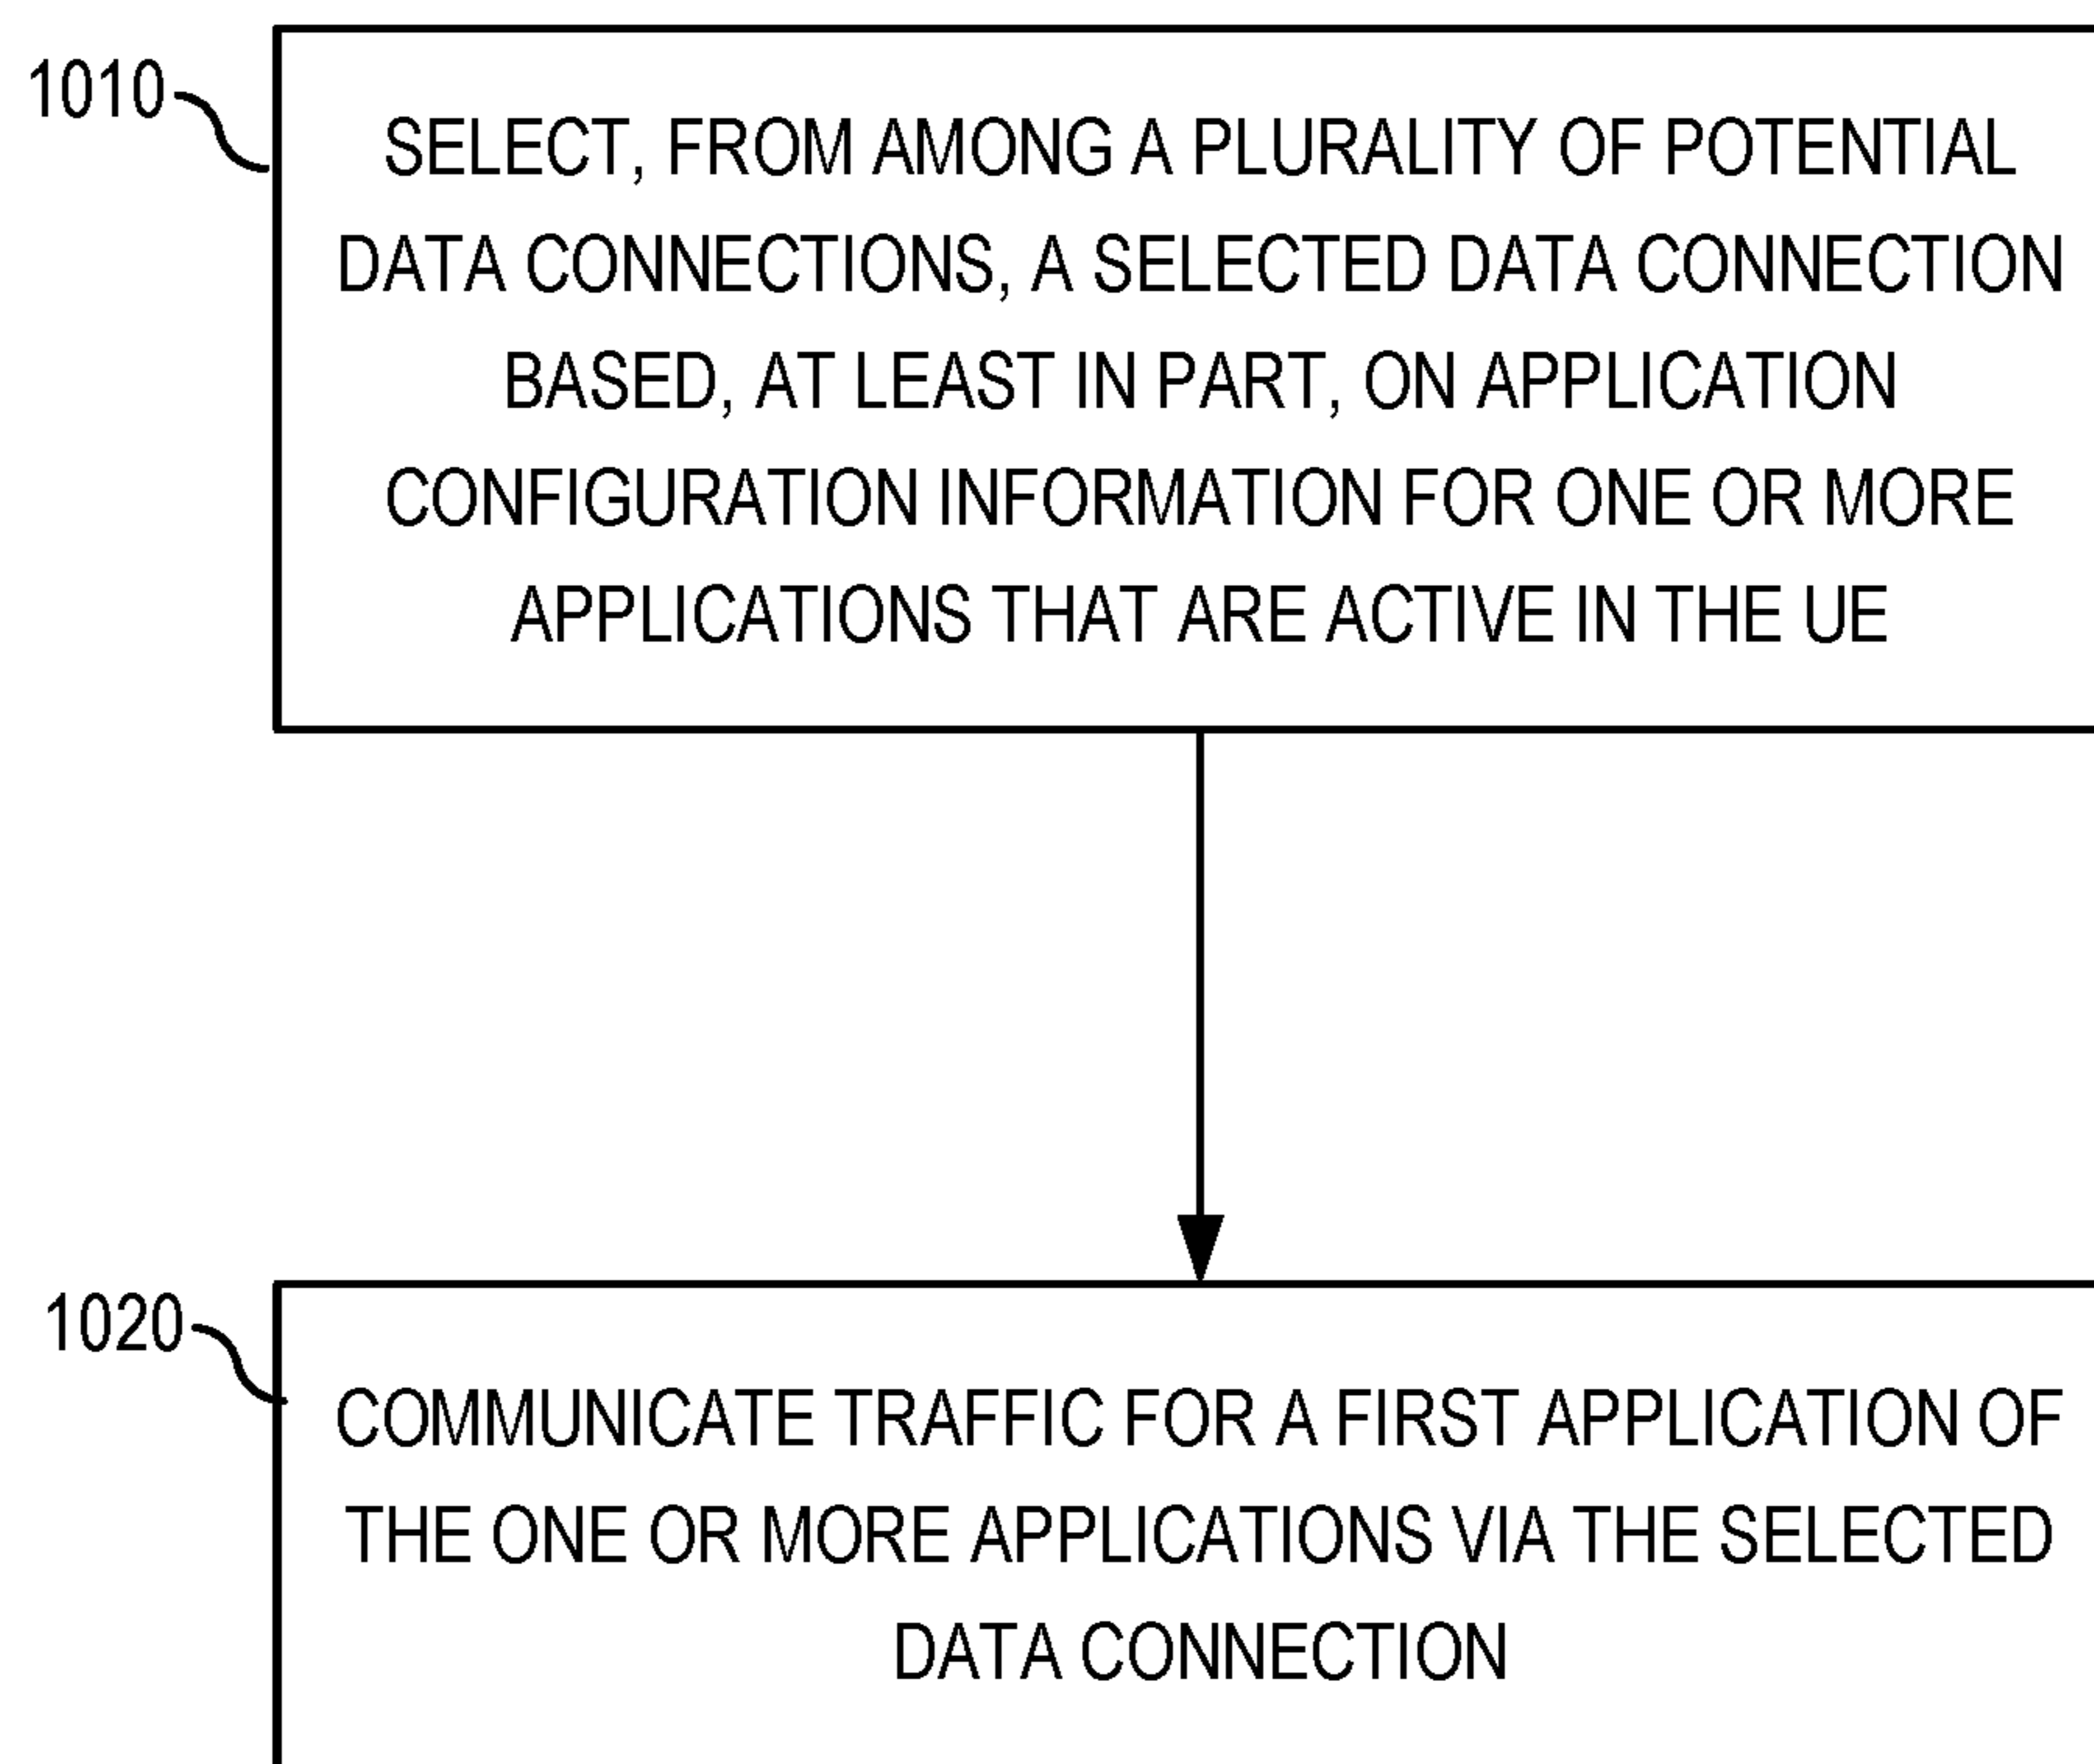 1010
SELECT, FROM AMONG A PLURALITY OF POTENTIAL
DATA CONNECTIONS, A SELECTED DATA CONNECTION
BASED, AT LEAST IN PART, ON APPLICATION
CONFIGURATION INFORMATION FOR ONE OR MORE
APPLICATIONS THAT ARE ACTIVE IN THE UE
1020
COMMUNICATE TRAFFIC FOR A FIRST APPLICATION OF
THE ONE OR MORE APPLICATIONS VIA THE SELECTED
DATA CONNECTION